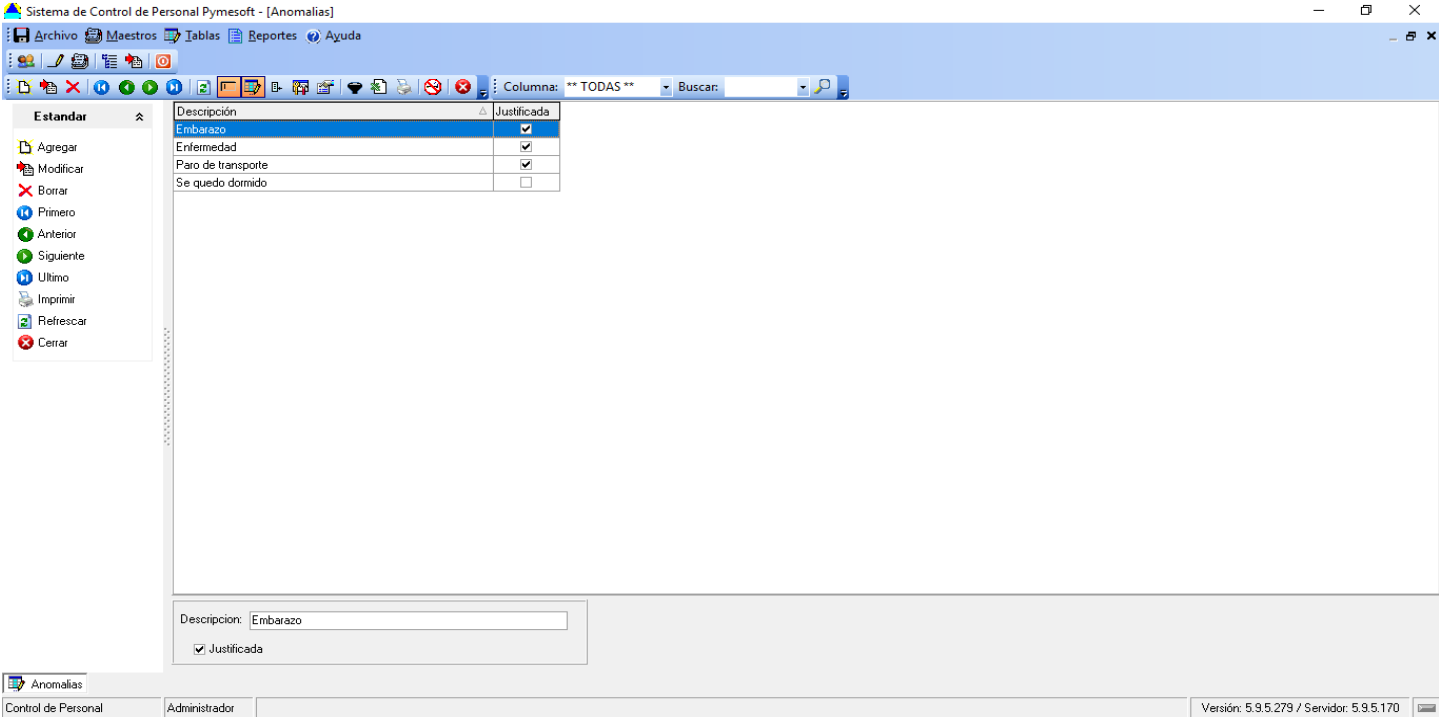 Sistema de Control de Personal Pymesoft - [Anomalias]
Archivo Maestros Tablas Reportes Ayuda
Columna: ** TODAS ** Buscar:
Estandar
Agregar
Modificar
Borrar
Primero
Anterior
Siguiente
Ultimo
Imprimir
Refrescar
Cerrar
Descripción Justificada
Embarazo
Enfermedad
Paro de transporte
Se quedo dormido
Descripcion: Embarazo
Justificada
Anomalias
Control de Personal Administrador Versión: 5.9.5.279 / Servidor: 5.9.5.170